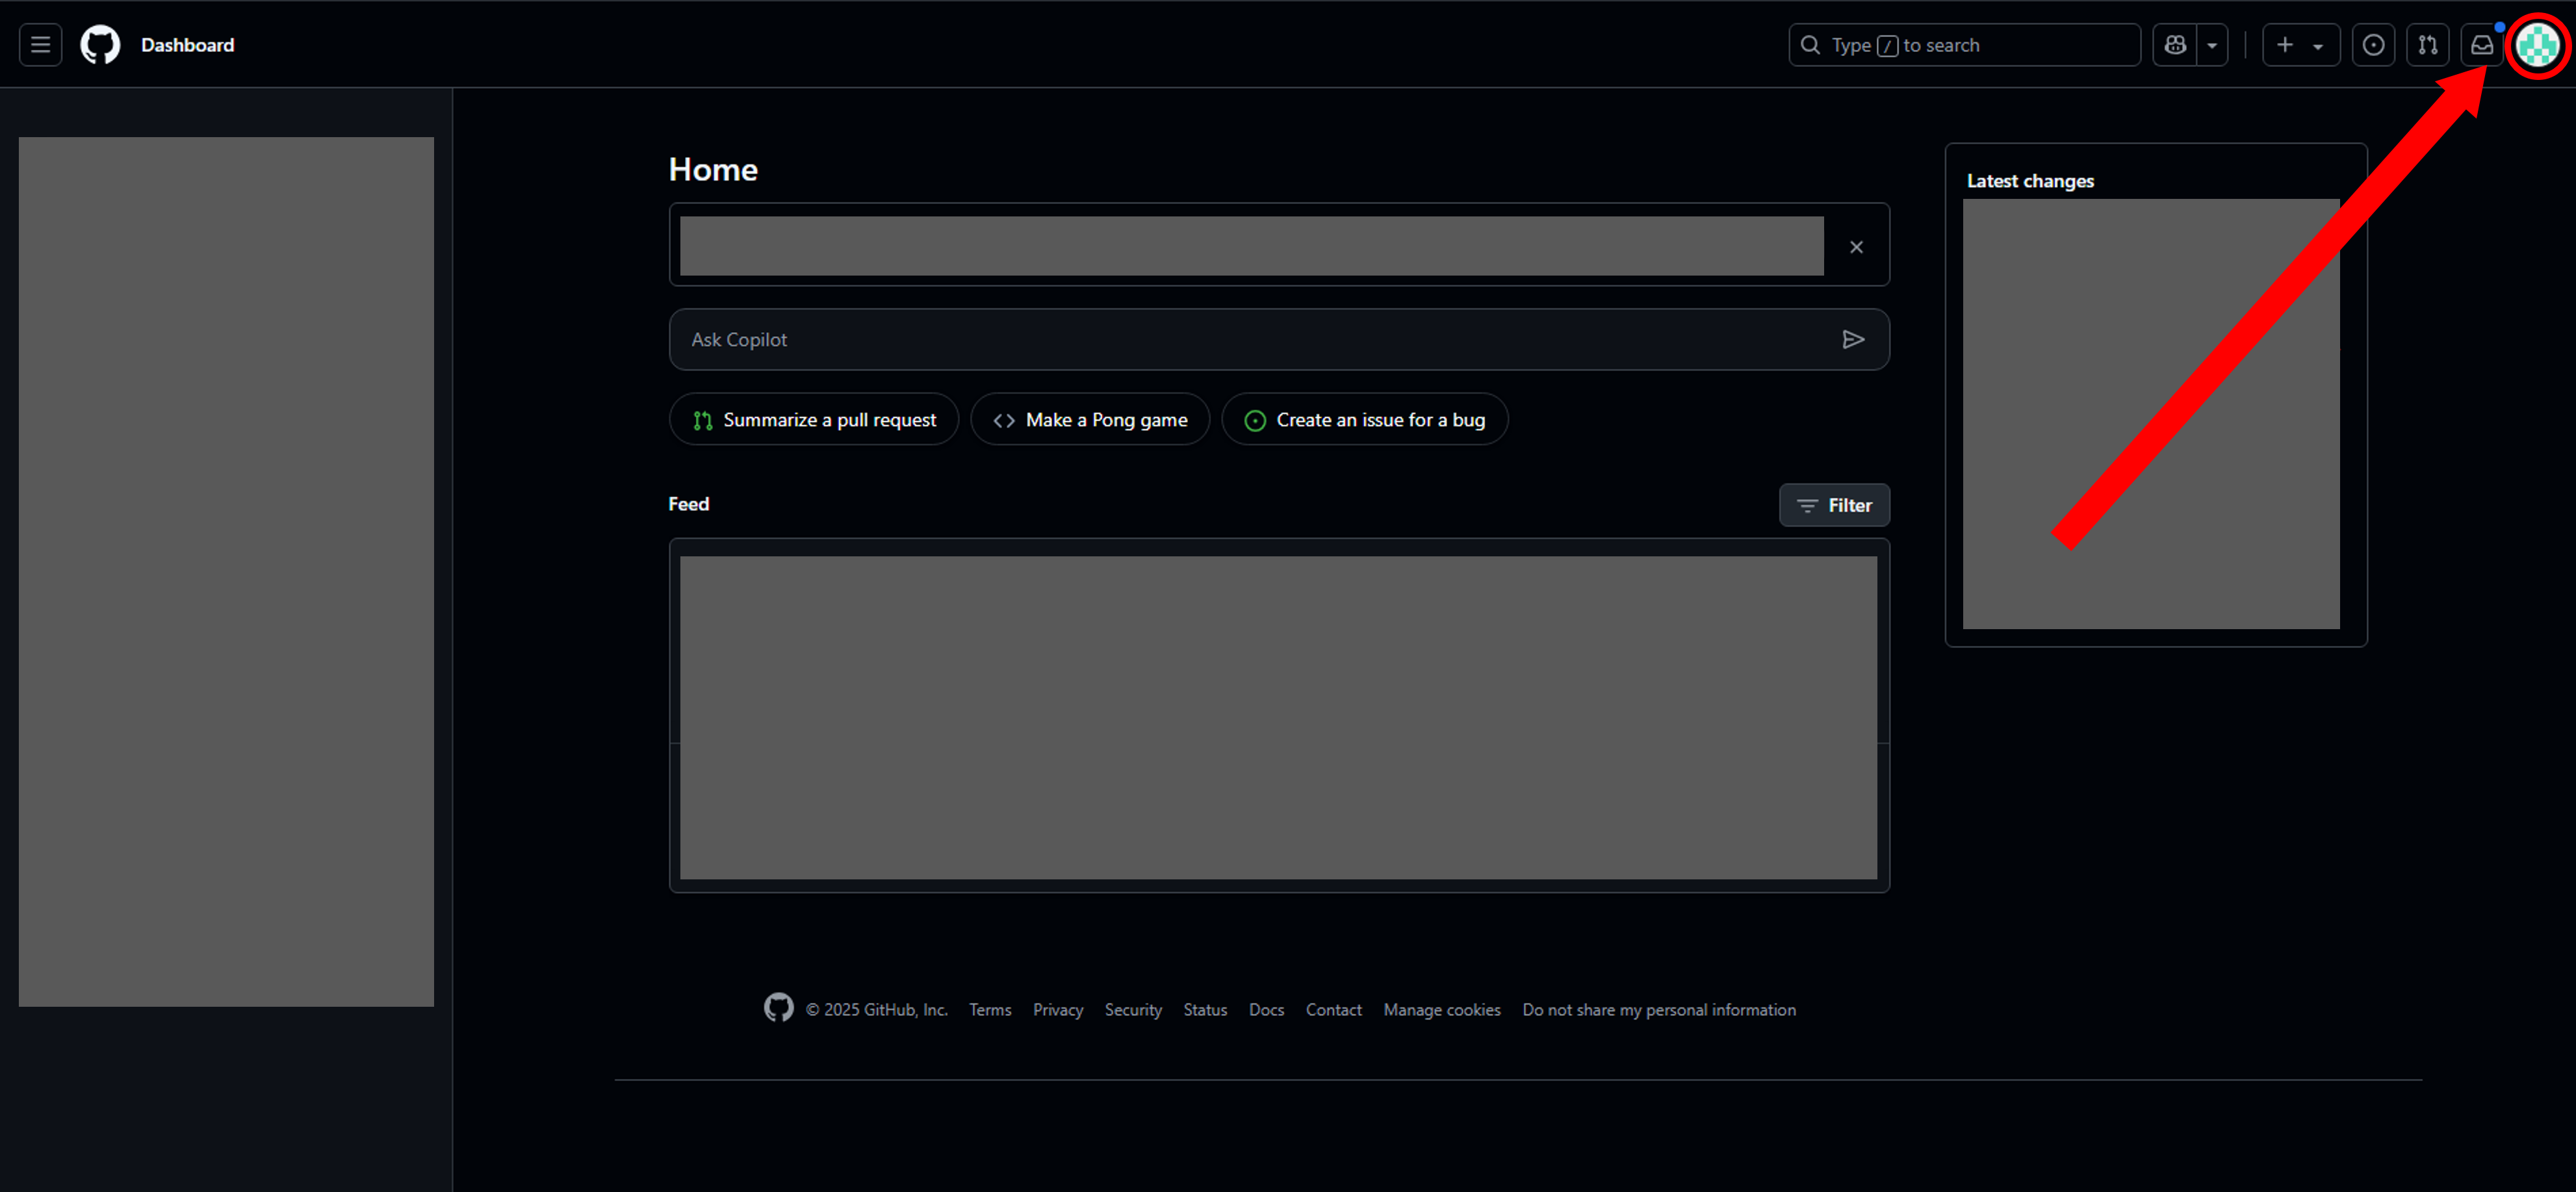 Dashboard
Type / to search
Home
Latest changes
Ask Copilot
Summarize a pull request
Make a Pong game
Create an issue for a bug
Feed
Filter
© 2025 GitHub, Inc. Terms Privacy Security Status Docs Contact Manage cookies Do not share my personal information